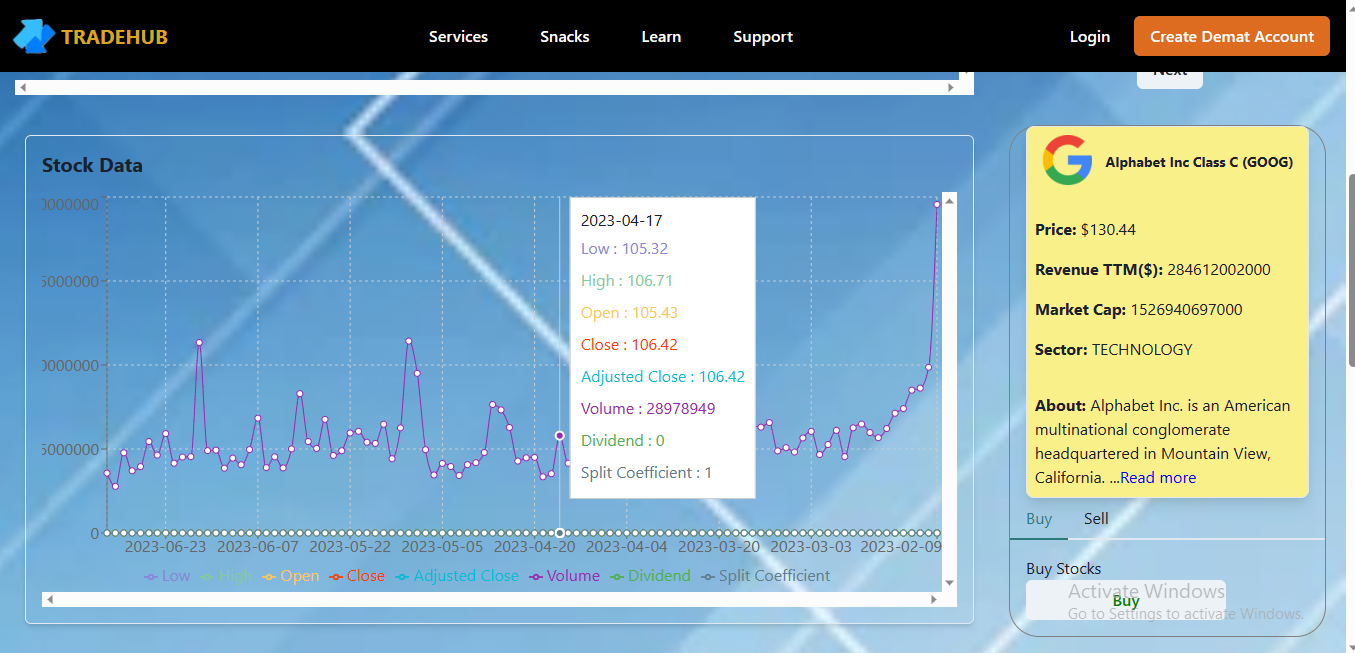 TRADEHUB
Services
Snacks
Learn
Support
Login
Create Demat Account
Next
Stock Data
0000000
5000000
0000000
5000000
0
2023-06-23
2023-06-07
2023-05-22
2023-05-05
2023-04-20
2023-04-04
2023-03-20
2023-03-03
2023-02-09
2023-04-17
Low : 105.32
High : 106.71
Open : 105.43
Close : 106.42
Adjusted Close : 106.42
Volume : 28978949
Dividend : 0
Split Coefficient : 1
Low
High
Open
Close
Adjusted Close
Volume
Dividend
Split Coefficient
Alphabet Inc Class C (GOOG)
Price: $130.44
Revenue TTM($): 284612002000
Market Cap: 1526940697000
Sector: TECHNOLOGY
About: Alphabet Inc. is an American
multinational conglomerate
headquartered in Mountain View,
California. ...Read more
Buy
Sell
Buy Stocks
Buy
Activate Windows
Go to Settings to activate Windows.